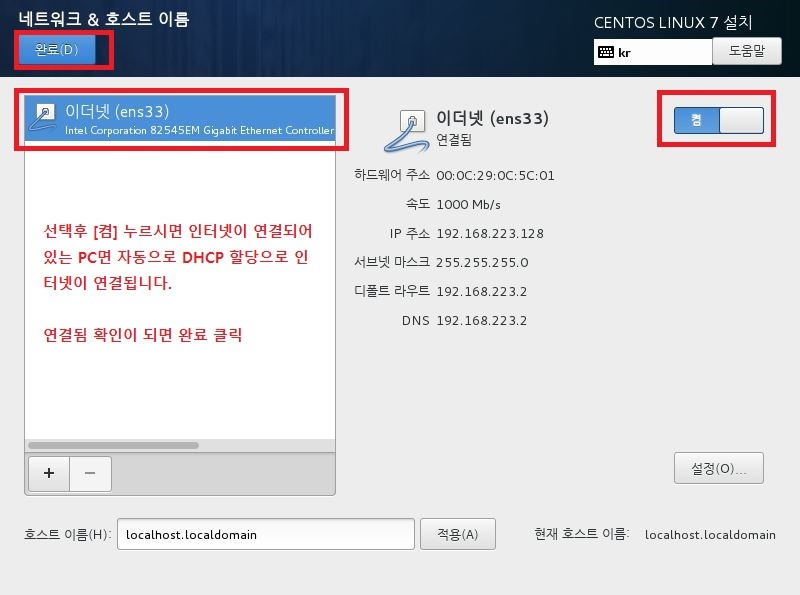 네트워크 & 호스트 이름
CENTOS LINUX 7 설치
완료(D)
kr
도움말
이더넷 (ens33)
Intel Corporation 82545EM Gigabit Ethernet Controller
이더넷 (ens33)
연결됨
켬
하드웨어 주소 00:0C:29:0C:5C:01
속도 1000 Mb/s
IP 주소 192.168.223.128
서브넷 마스크 255.255.255.0
디폴트 라우트 192.168.223.2
DNS 192.168.223.2
선택후 [켬] 누르시면 인터넷이 연결되어
있는 PC면 자동으로 DHCP 할당으로 인
터넷이 연결됩니다.
연결됨 확인이 되면 완료 클릭
+
−
설정(O)...
호스트 이름(H):
localhost.localdomain
적용(A)
현재 호스트 이름:
localhost.localdomain